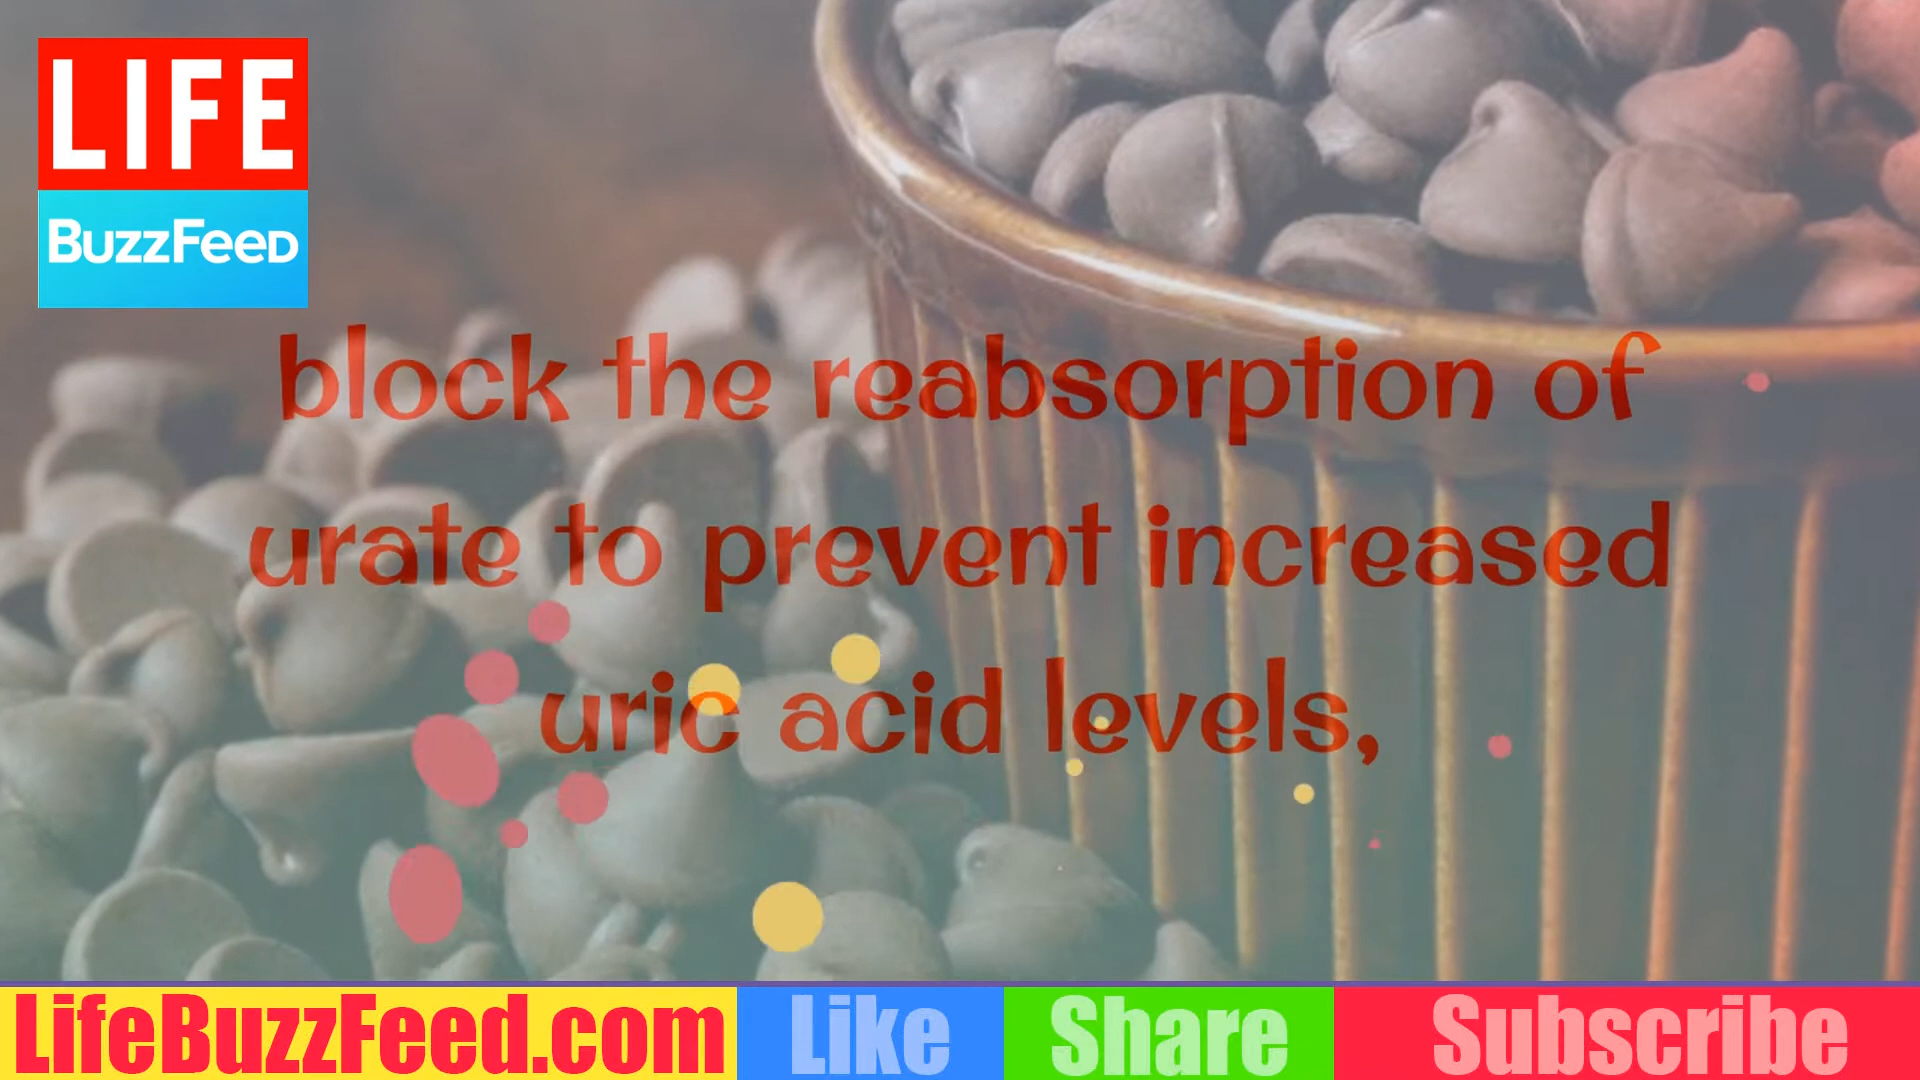 LIFE
BUZZFEED
block the reabsorption of
urate to prevent increased
uric acid levels,
LifeBuzzFeed.com Like Share Subscribe